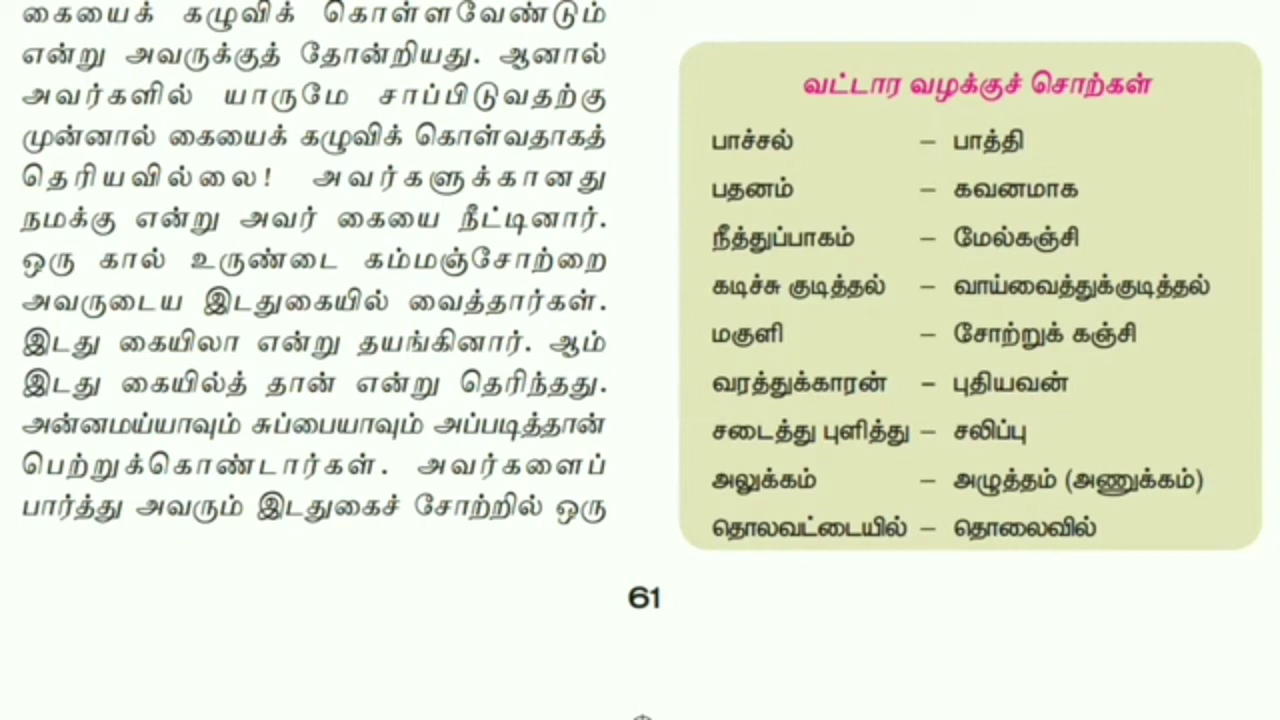 கையைக் கழுவிக் கொள்ளவேண்டும்
என்று அவருக்குத் தோன்றியது. ஆனால்
அவர்களில் யாருமே சாப்பிடுவதற்கு
முன்னால் கையைக் கழுவிக் கொள்வதாகத்
தெரியவில்லை! அவர்களுக்கானது
நமக்கு என்று அவர் கையை நீட்டினார்.
ஒரு கால் உருண்டை கம்மஞ்சோற்றை
அவருடைய இடதுகையில் வைத்தார்கள்.
இடது கையிலா என்று தயங்கினார். ஆம்
இடது கையில்த் தான் என்று தெரிந்தது.
அன்னமய்யாவும் சுப்பையாவும் அப்படித்தான்
பெற்றுக்கொண்டார்கள். அவர்களைப்
பார்த்து அவரும் இடதுகைச் சோற்றில் ஒரு
வட்டார வழக்குச் சொற்கள்
பாச்சல் – பாத்தி
பதனம் – கவனமாக
நீத்துப்பாகம் – மேல்கஞ்சி
கடிச்சு குடித்தல் – வாய்வைத்துக்குடித்தல்
மகுளி – சோற்றுக் கஞ்சி
வரத்துக்காரன் – புதியவன்
சடைத்து புளித்து – சலிப்பு
அலுக்கம் – அழுத்தம் (அணுக்கம்)
தொலவட்டையில் – தொலைவில்
61